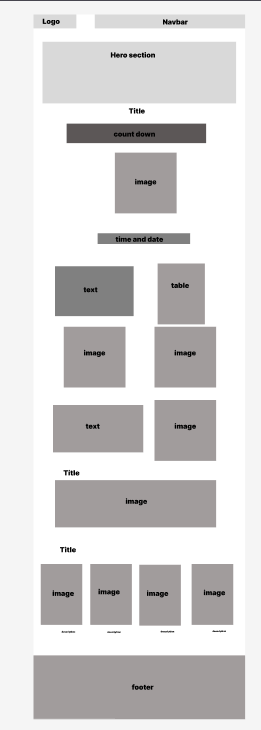 Logo
Navbar
Hero section
Title
count down
image
time and date
text
table
image
image
text
image
Title
image
Title
image
image
image
image
description
description
description
description
footer